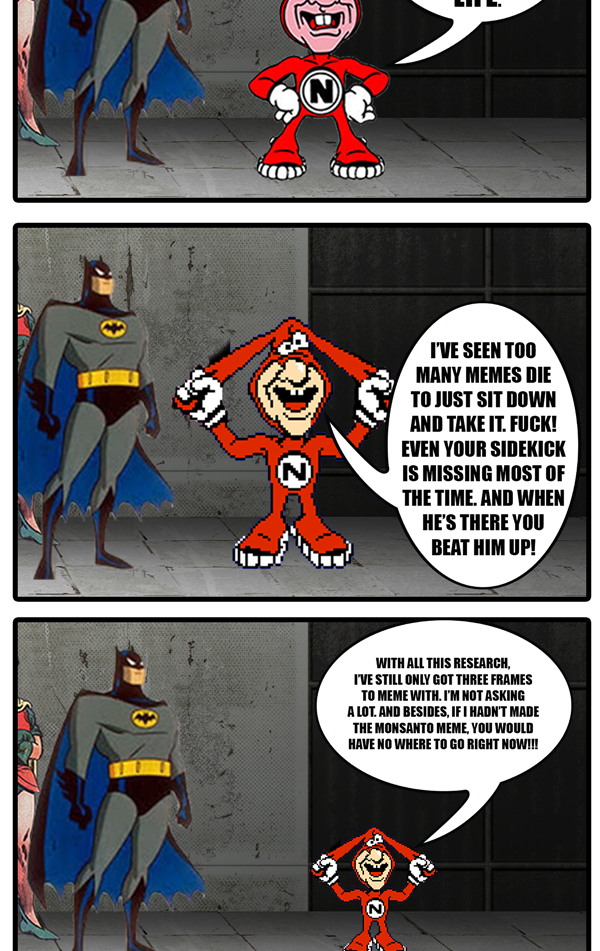 LIFE.
N
I'VE SEEN TOO
MANY MEMES DIE
TO JUST SIT DOWN
AND TAKE IT. FUCK!
EVEN YOUR SIDEKICK
IS MISSING MOST OF
THE TIME. AND WHEN
HE'S THERE YOU
BEAT HIM UP!
N
WITH ALL THIS RESEARCH,
I'VE STILL ONLY GOT THREE FRAMES
TO MEME WITH. I'M NOT ASKING
A LOT. AND BESIDES, IF I HADN'T MADE
THE MONSANTO MEME, YOU WOULD
HAVE NO WHERE TO GO RIGHT NOW!!!
N